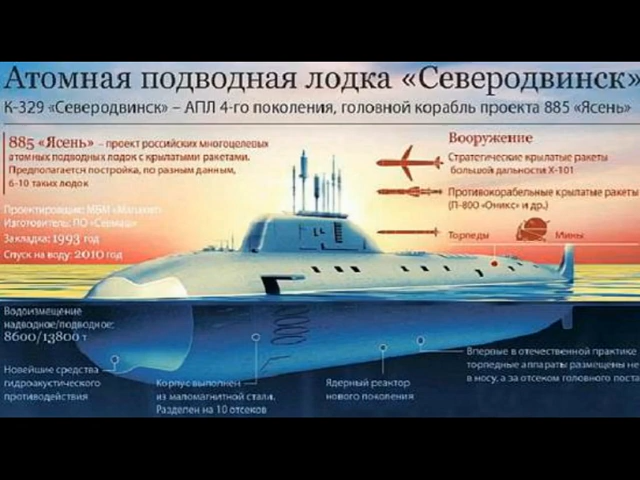 Атомная подводная лодка «Северодвинск»
К-329 «Северодвинск» – АПЛ 4-го поколения, головной корабль проекта 885 «Ясень»
885 «Ясень» – проект российских многоцелевых
атомных подводных лодок с крылатыми ракетами.
Предполагается постройка, по разным данным,
6-10 таких лодок
Проектировщик: МБМ «Малахит»
Изготовитель: ПО «Севмаш»
Закладка: 1993 год
Спуск на воду: 2010 год
Вооружение
Стратегические крылатые ракеты
большой дальности Х-101
Противокорабельные крылатые ракеты
(П-800 «Оникс» и др.)
Торпеды
Мины
Водоизмещение
надводное/подводное:
8600/13800 т
Новейшие средства
гидроакустического
противодействия
Корпус выполнен
из маломагнитной стали.
Разделен на 10 отсеков
Ядерный реактор
нового поколения
Впервые в отечественной практике
торпедные аппараты размещены не
в носу, а за отсеком головного поста